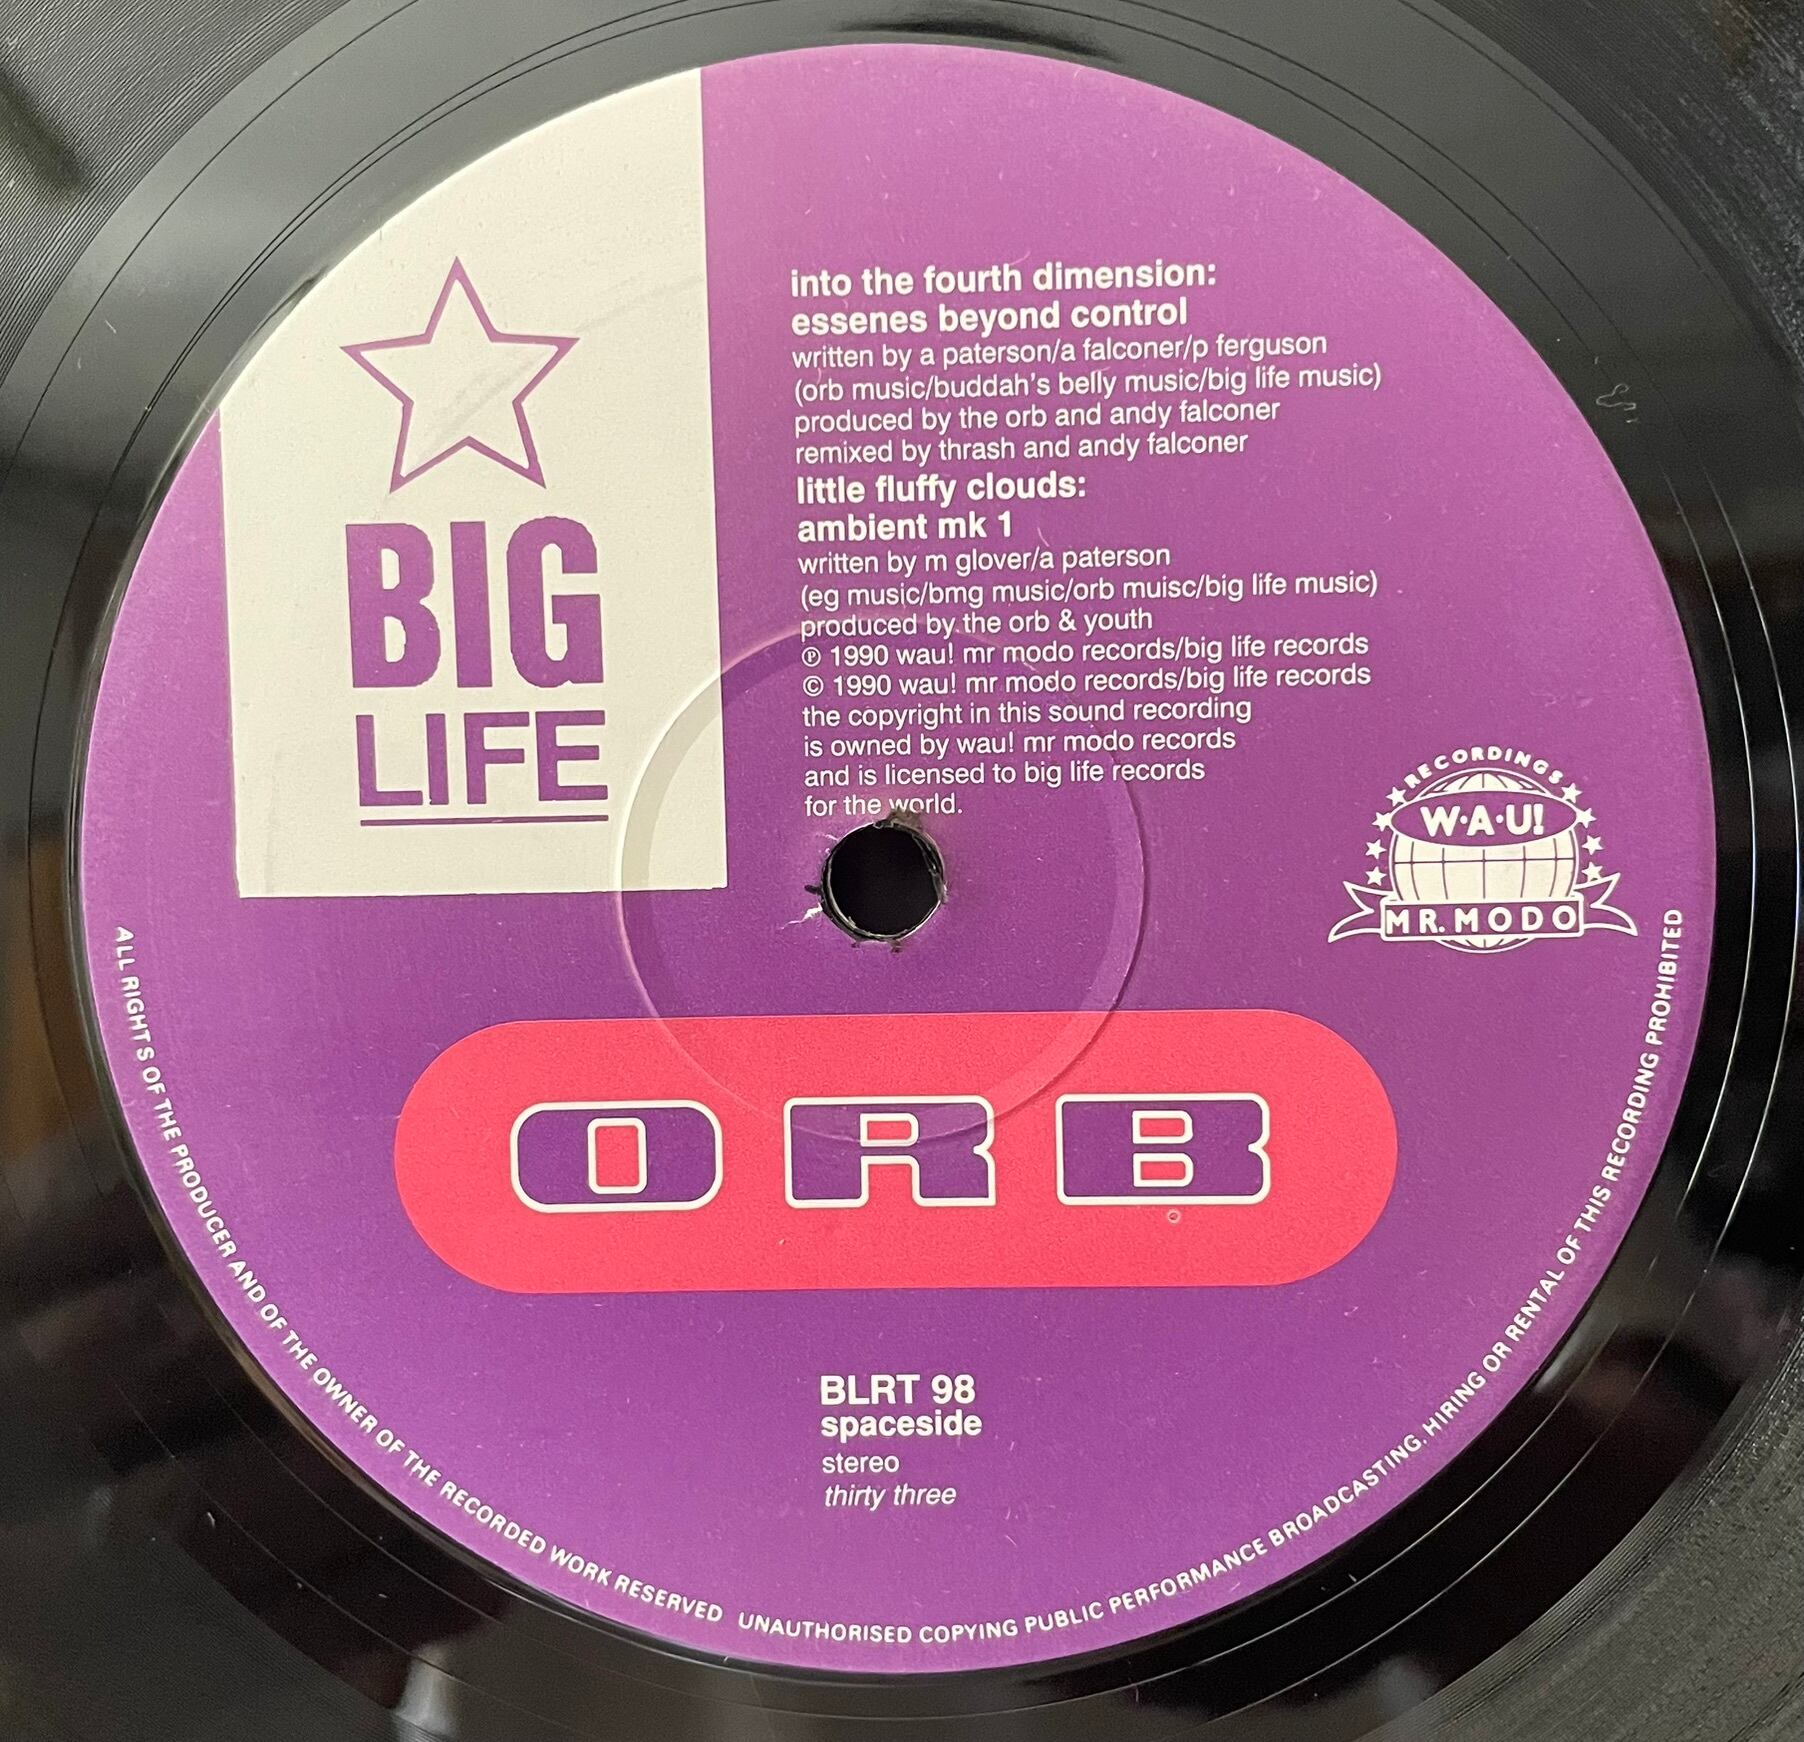 BIG
LIFE
into the fourth dimension:
essenes beyond control
written by a paterson/a falconer/p ferguson
(orb music/buddah's belly music/big life music)
produced by the orb and andy falconer
remixed by thrash and andy falconer
little fluffy clouds:
ambient mk 1
written by m glover/a paterson
(eg music/bmg music/orb muisc/big life music)
produced by the orb & youth
℗ 1990 wau! mr modo records/big life records
© 1990 wau! mr modo records/big life records
the copyright in this sound recording
is owned by wau! mr modo records
and is licensed to big life records
for the world.
RECORDINGS
W·A·U!
MR. MODO
ORB
BLRT 98
spaceside
stereo
thirty three
ALL RIGHTS OF THE PRODUCER AND OF THE OWNER OF THE RECORDED WORK RESERVED UNAUTHORISED COPYING PUBLIC PERFORMANCE BROADCASTING, HIRING OR RENTAL OF THIS RECORDING PROHIBITED